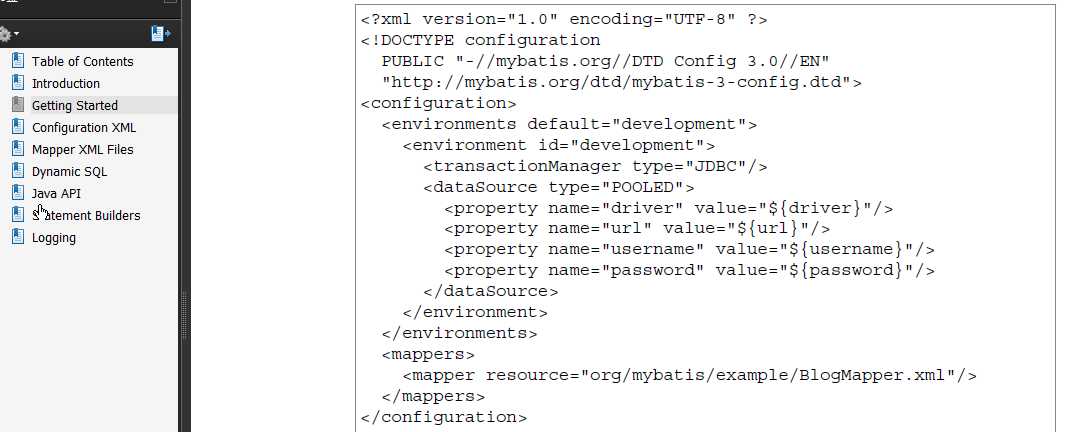 Table of Contents
Introduction
Getting Started
Configuration XML
Mapper XML Files
Dynamic SQL
Java API
Statement Builders
Logging
<?xml version="1.0" encoding="UTF-8" ?>
<!DOCTYPE configuration
PUBLIC "-//mybatis.org//DTD Config 3.0//EN"
"http://mybatis.org/dtd/mybatis-3-config.dtd">
<configuration>
<environments default="development">
<environment id="development">
<transactionManager type="JDBC"/>
<dataSource type="POOLED">
<property name="driver" value="${driver}"/>
<property name="url" value="${url}"/>
<property name="username" value="${username}"/>
<property name="password" value="${password}"/>
</dataSource>
</environment>
</environments>
<mappers>
<mapper resource="org/mybatis/example/BlogMapper.xml"/>
</mappers>
</configuration>